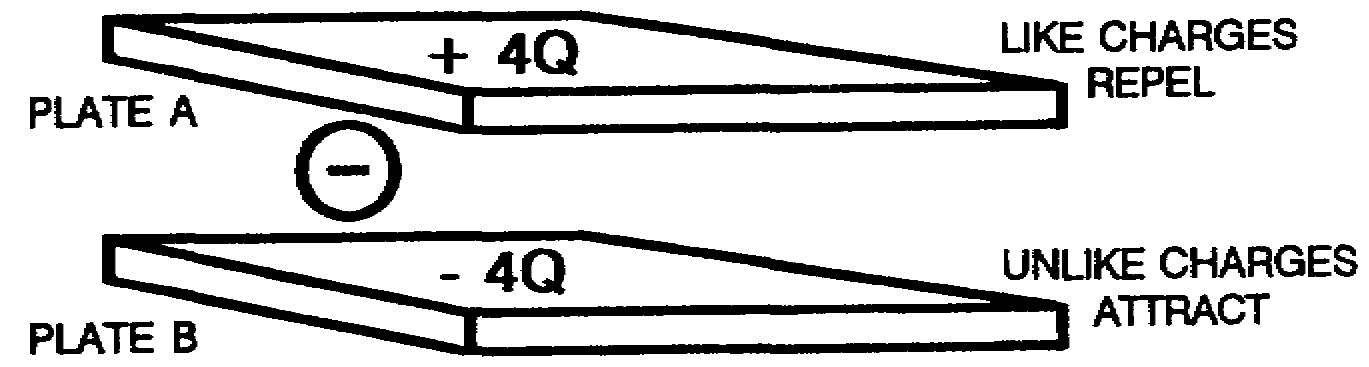 + 4Q
LIKE CHARGES
REPEL
PLATE A
−
- 4Q
UNLIKE CHARGES
ATTRACT
PLATE B